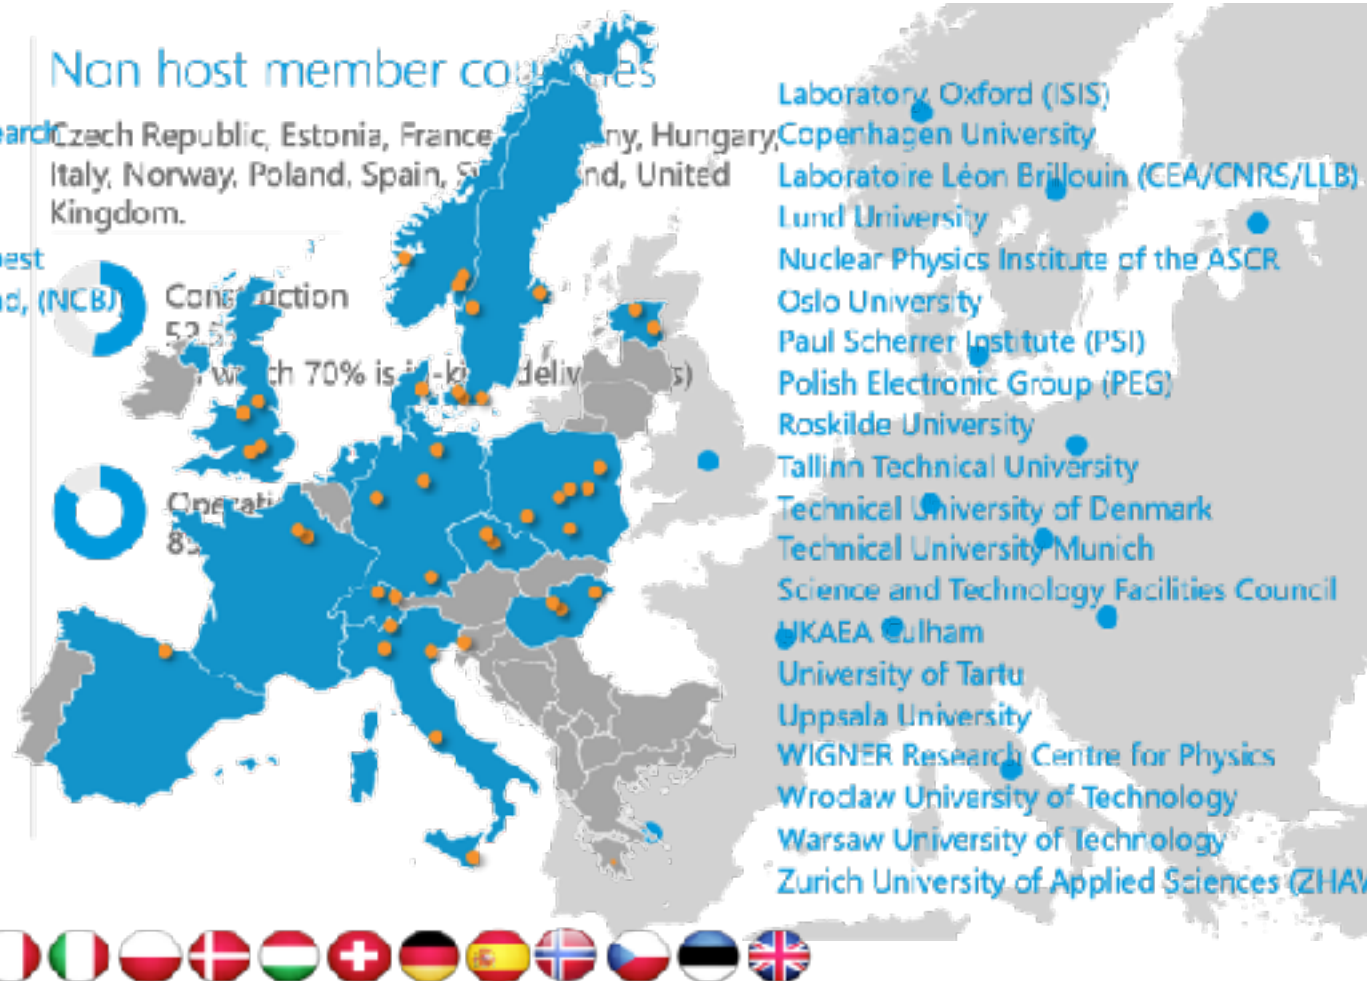 Non host member
Czech Republic, Estonia, France, Hungary,
Italy, Norway, Poland, Spain, United
Kingdom.
est
(NCB)
Construction
70% is
Laboratory, Oxford (ISIS)
Copenhagen University
Laboratoire Léon Brillouin (CEA/CNRS/LLB)
Lund University
Nuclear Physics Institute of the ASCR
Oslo University
Paul Scherrer Institute (PSI)
Polish Electronic Group (PEG)
Roskilde University
Tallinn Technical University
Technical University of Denmark
Technical University Munich
Science and Technology Facilities Council
UKAEA Culham
University of Tartu
Uppsala University
WIGNER Research Centre for Physics
Wroclaw University of Technology
Warsaw University of Technology
Zurich University of Applied Sciences (ZHAW